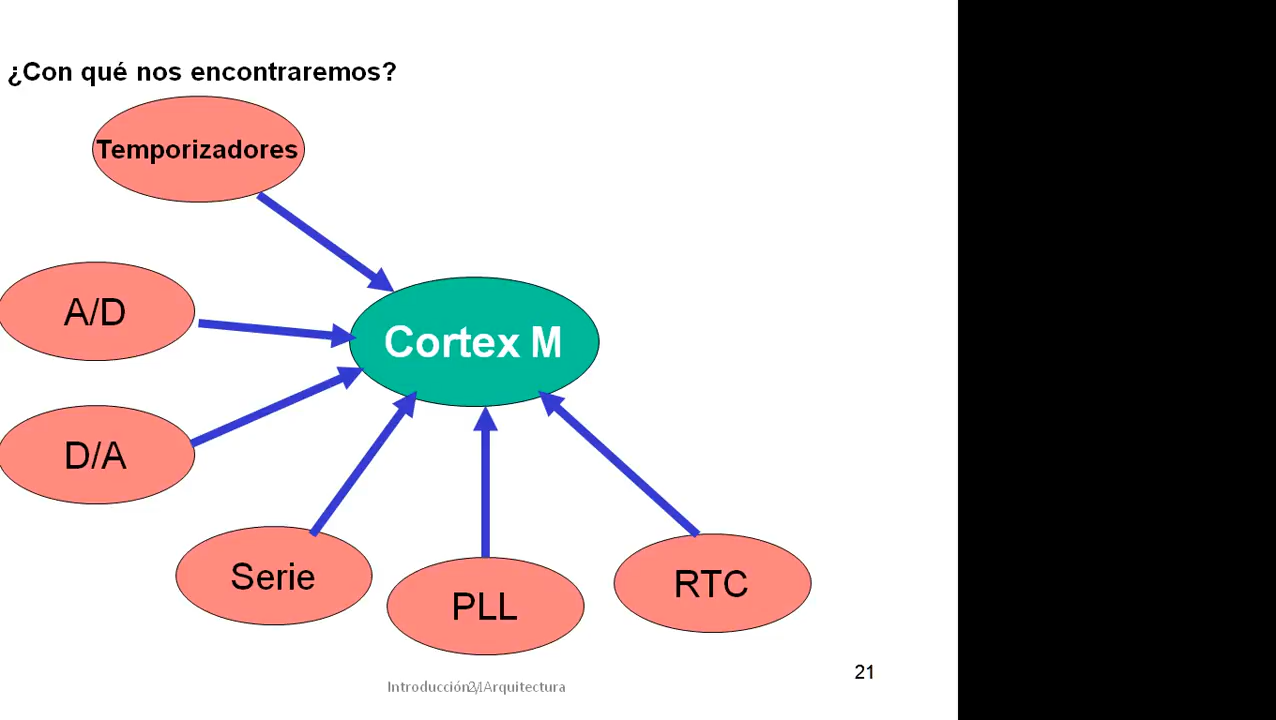 ¿Con qué nos encontraremos?
Temporizadores
A/D
Cortex M
D/A
Serie
PLL
RTC
21
Introducción y Arquitectura